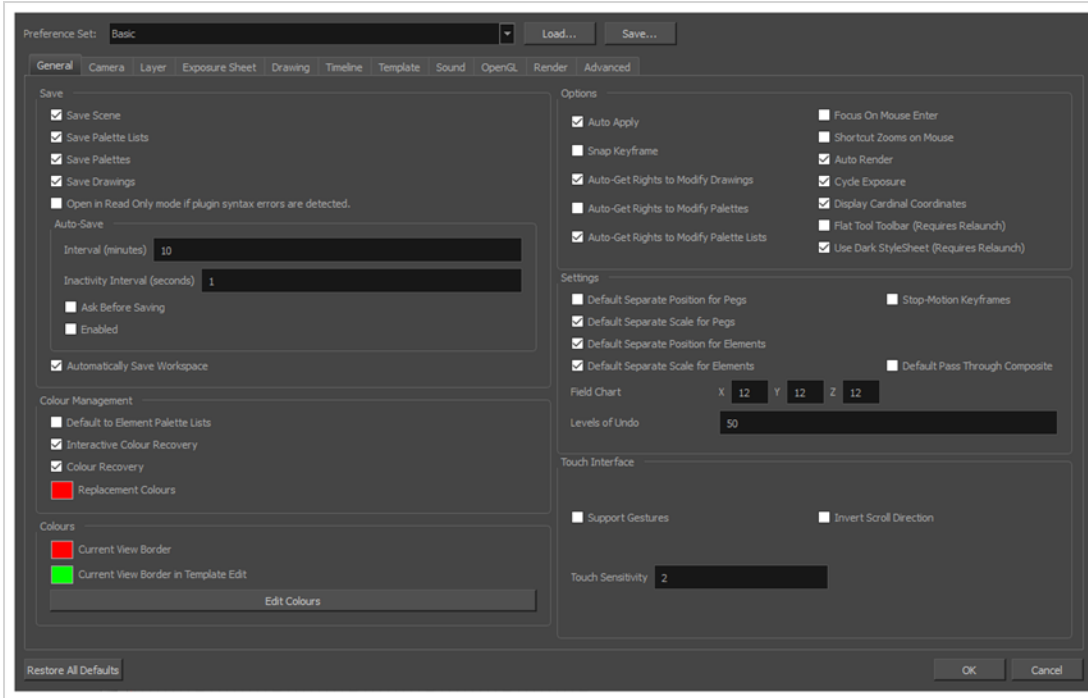 Preference Set: Basic Load... Save...
General Camera Layer Exposure Sheet Drawing Timeline Template Sound OpenGL Render Advanced
Save
Save Scene
Save Palette Lists
Save Palettes
Save Drawings
Open in Read Only mode if plugin syntax errors are detected.
Auto-Save
Interval (minutes) 10
Inactivity Interval (seconds) 1
Ask Before Saving
Enabled
Automatically Save Workspace
Colour Management
Default to Element Palette Lists
Interactive Colour Recovery
Colour Recovery
Replacement Colours
Colours
Current View Border
Current View Border in Template Edit
Edit Colours
Options
Auto Apply
Snap Keyframe
Auto-Get Rights to Modify Drawings
Auto-Get Rights to Modify Palettes
Auto-Get Rights to Modify Palette Lists
Focus On Mouse Enter
Shortcut Zooms on Mouse
Auto Render
Cycle Exposure
Display Cardinal Coordinates
Flat Tool Toolbar (Requires Relaunch)
Use Dark StyleSheet (Requires Relaunch)
Settings
Default Separate Position for Pegs Stop-Motion Keyframes
Default Separate Scale for Pegs
Default Separate Position for Elements
Default Separate Scale for Elements Default Pass Through Composite
Field Chart X 12 Y 12 Z 12
Levels of Undo 50
Touch Interface
Support Gestures Invert Scroll Direction
Touch Sensitivity 2
Restore All Defaults OK Cancel